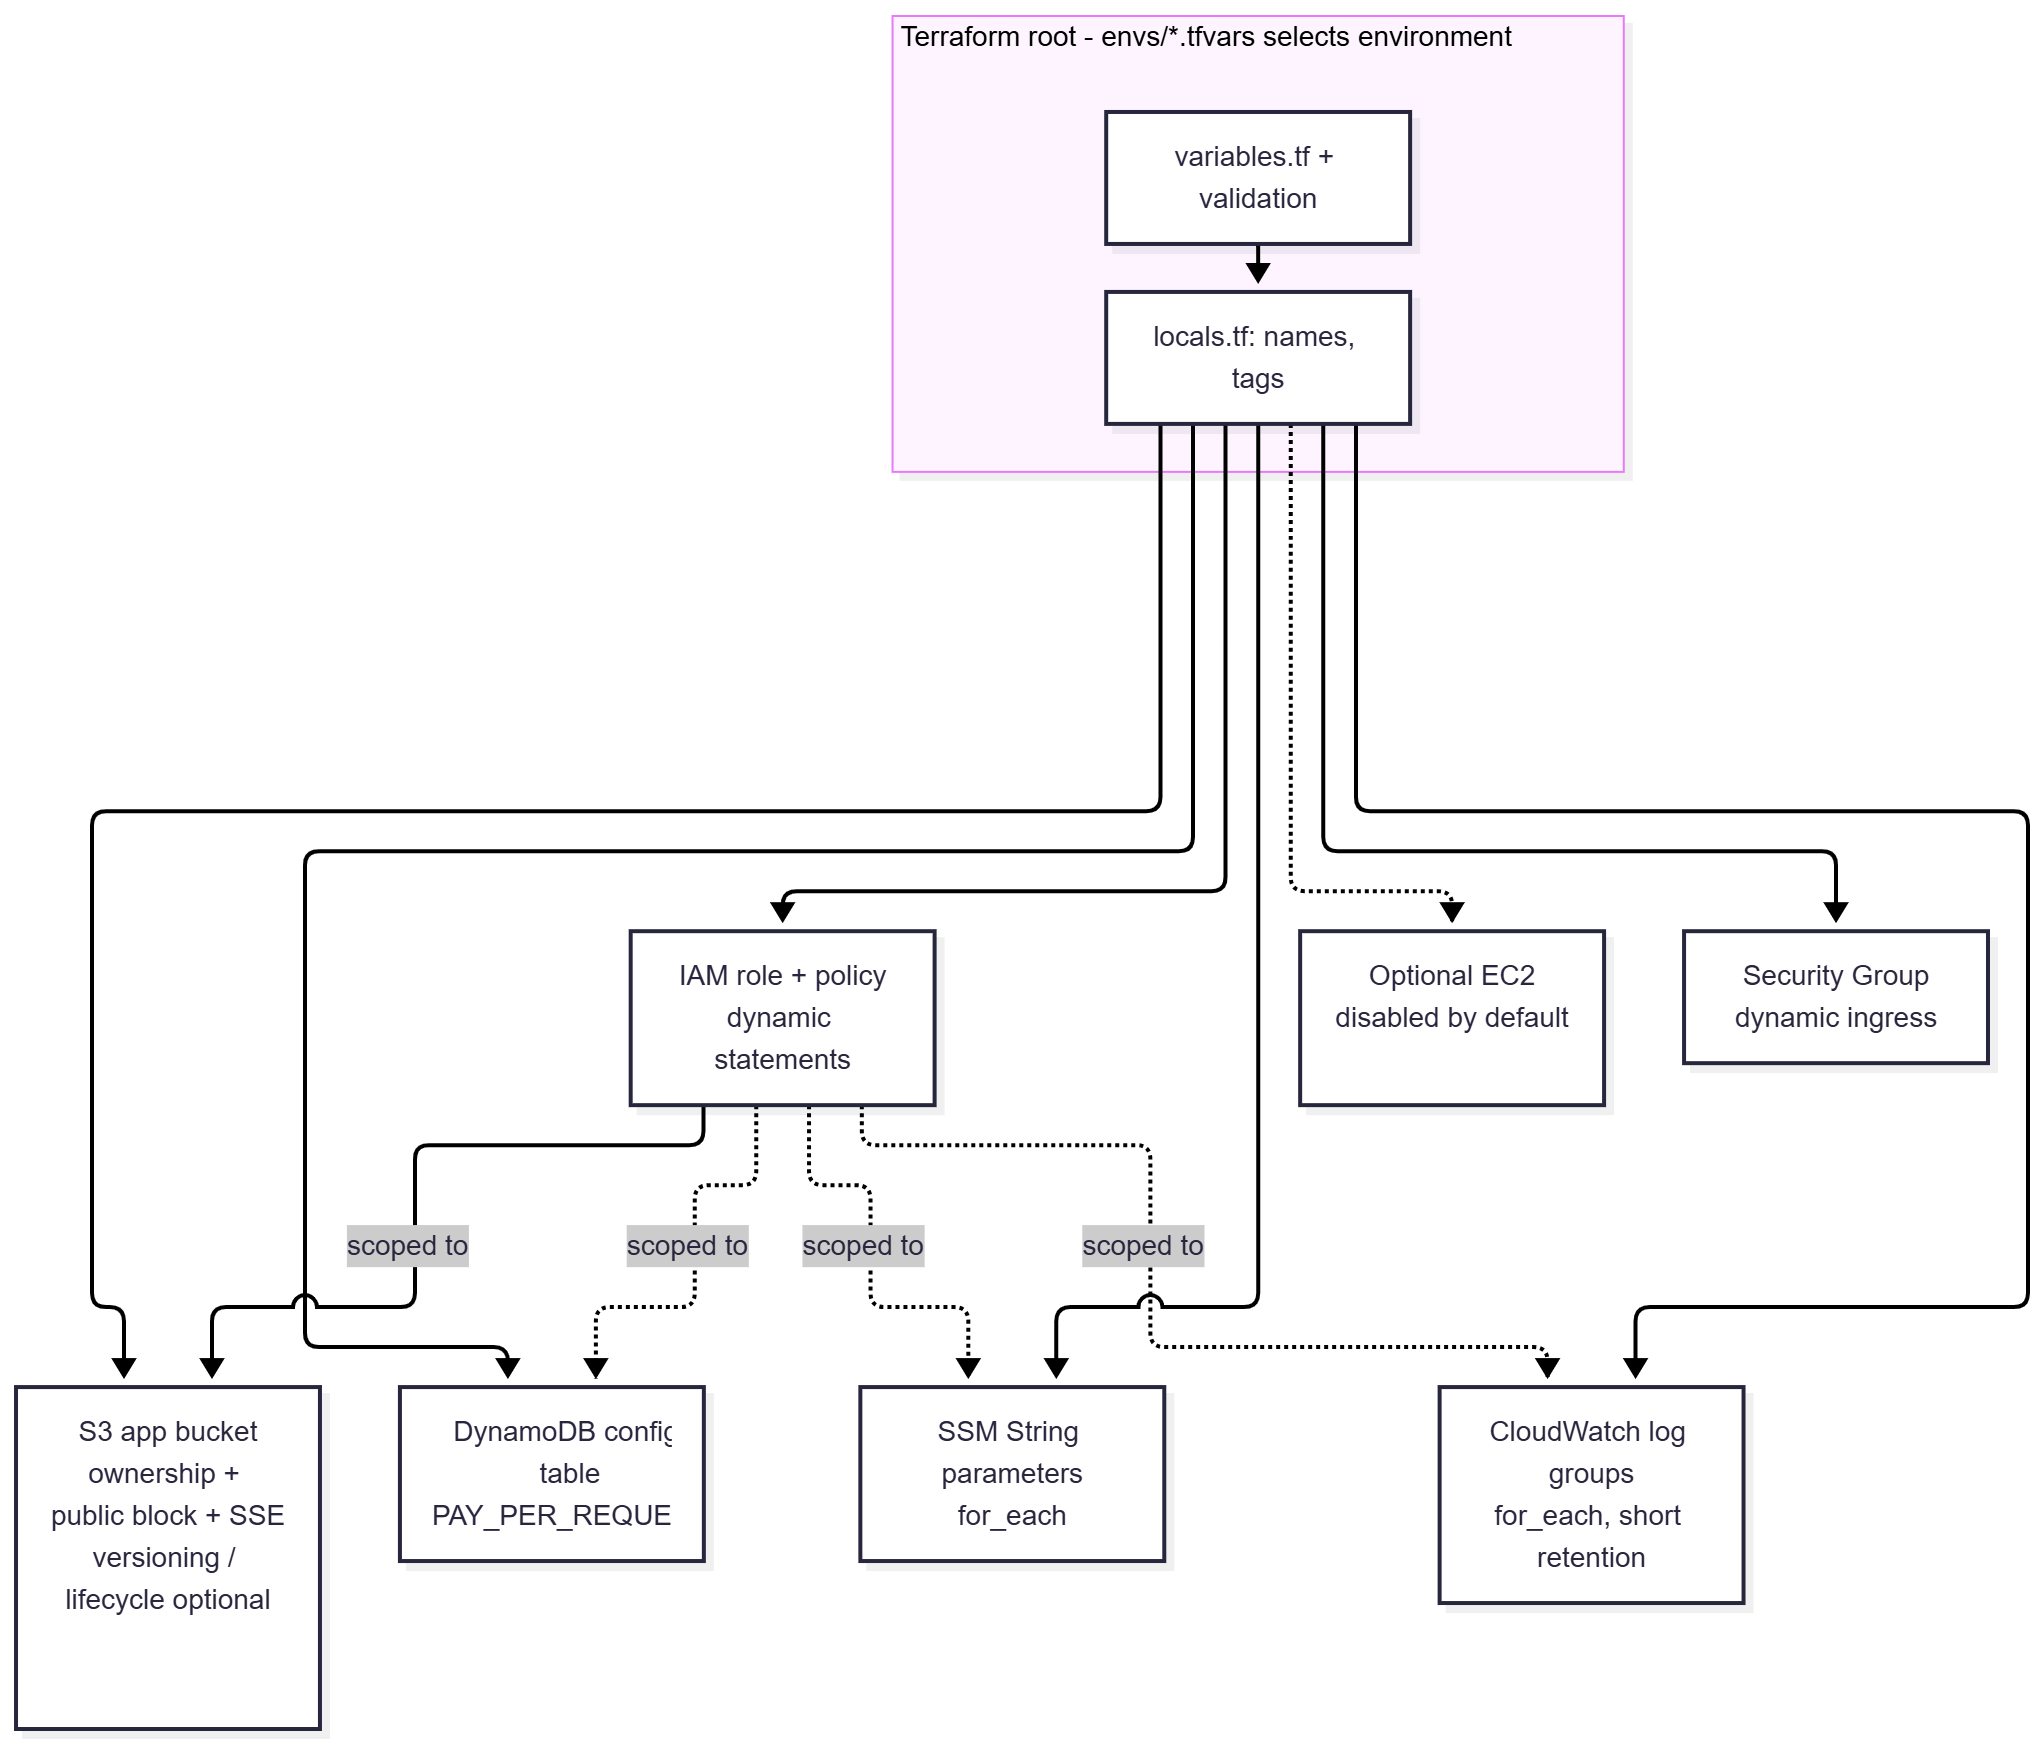 Terraform root - envs/*.tfvars selects environment
variables.tf +
validation
locals.tf: names,
tags
IAM role + policy
dynamic
statements
Optional EC2
disabled by default
Security Group
dynamic ingress
scoped to
scoped to
scoped to
scoped to
S3 app bucket
ownership +
public block + SSE
versioning /
lifecycle optional
DynamoDB config
table
PAY_PER_REQUE
SSM String
parameters
for_each
CloudWatch log
groups
for_each, short
retention